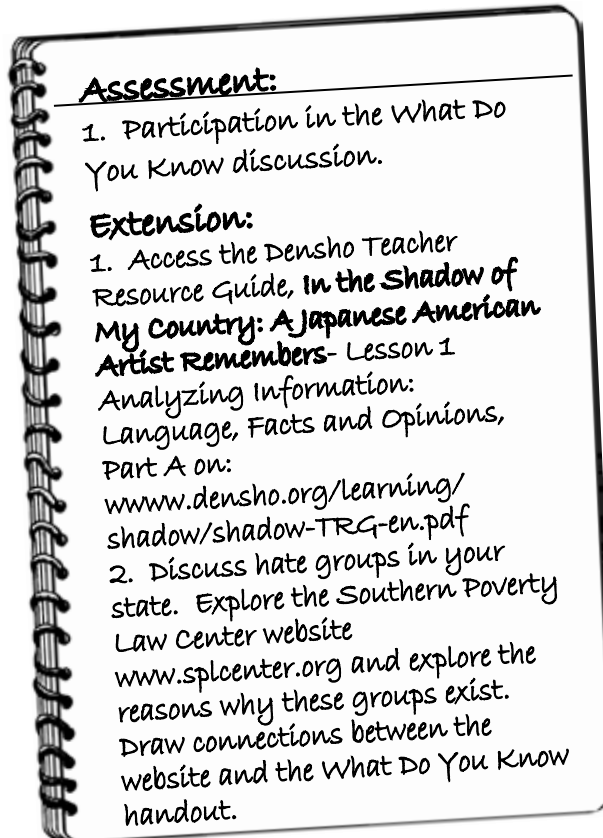 Assessment:
1. Participation in the What Do
You Know discussion.
Extension:
1. Access the Densho Teacher
Resource Guide, In the Shadow of
My Country: A Japanese American
Artist Remembers- Lesson 1
Analyzing Information:
Language, Facts and Opinions,
Part A on:
wwww.densho.org/learning/
shadow/shadow-TRG-en.pdf
2. Discuss hate groups in your
state. Explore the Southern Poverty
Law Center website
www.splcenter.org and explore the
reasons why these groups exist.
Draw connections between the
website and the What Do You Know
handout.